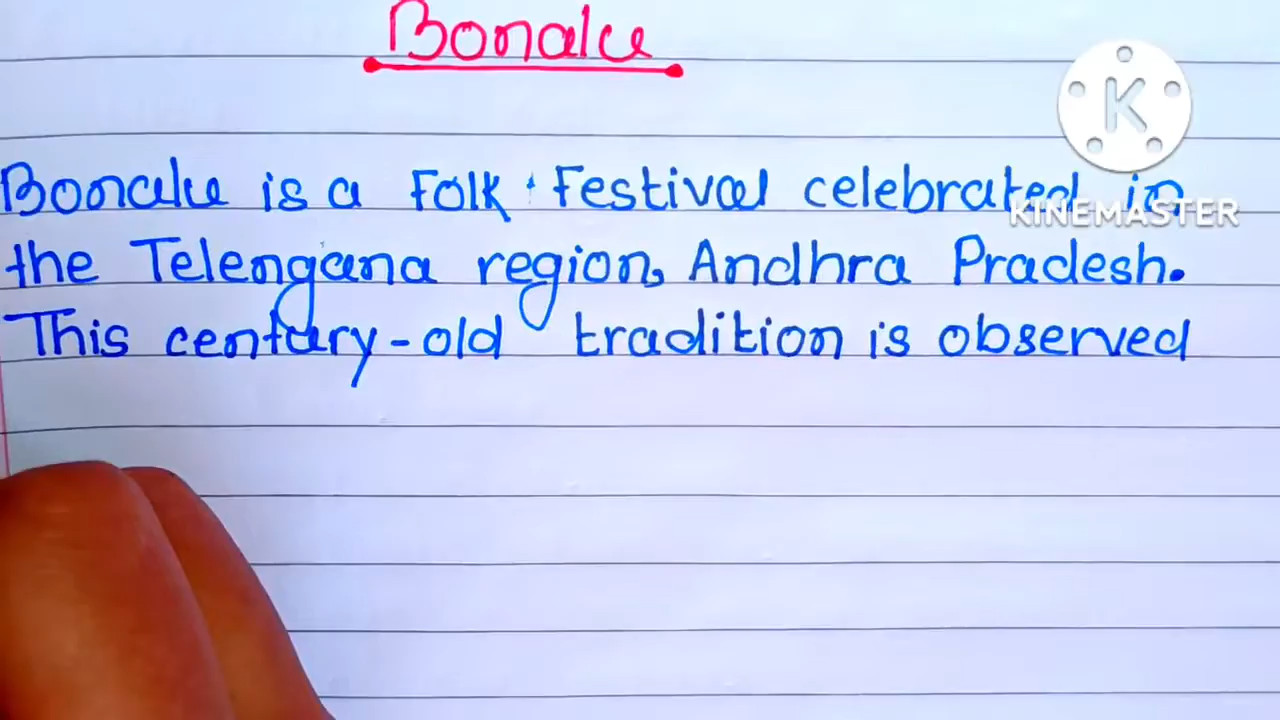 Bonalu
Bonalu is a Folk Festival celebrated in
KINEMASTER
the Telengana region, Andhra Pradesh.
This century-old tradition is observed